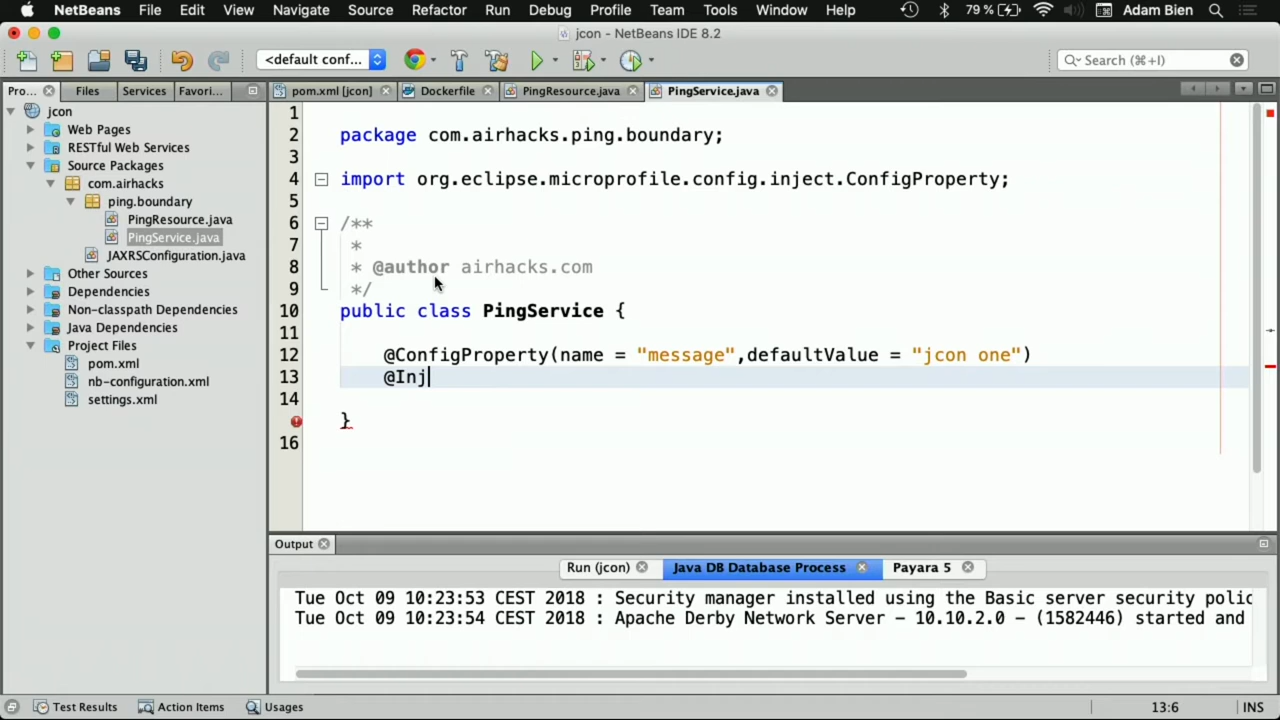 NetBeans File Edit View Navigate Source Refactor Run Debug Profile Team Tools Window Help 79 % Adam Bien
jcon - NetBeans IDE 8.2
<default conf... Search (⌘+I)
Pro... Files Services Favori... pom.xml [jcon] Dockerfile PingResource.java PingService.java
jcon
Web Pages
RESTful Web Services
Source Packages
com.airhacks
ping.boundary
PingResource.java
PingService.java
JAXRSConfiguration.java
Other Sources
Dependencies
Non-classpath Dependencies
Java Dependencies
Project Files
pom.xml
nb-configuration.xml
settings.xml
1
2 package com.airhacks.ping.boundary;
3
4 import org.eclipse.microprofile.config.inject.ConfigProperty;
5
6 /**
7 *
8 * @author airhacks.com
9 */
10 public class PingService {
11
12 @ConfigProperty(name = "message",defaultValue = "jcon one")
13 @Inj
14
}
16
Output
Run (jcon) Java DB Database Process Payara 5
Tue Oct 09 10:23:53 CEST 2018 : Security manager installed using the Basic server security polic
Tue Oct 09 10:23:54 CEST 2018 : Apache Derby Network Server - 10.10.2.0 - (1582446) started and
Test Results Action Items Usages 13:6 INS